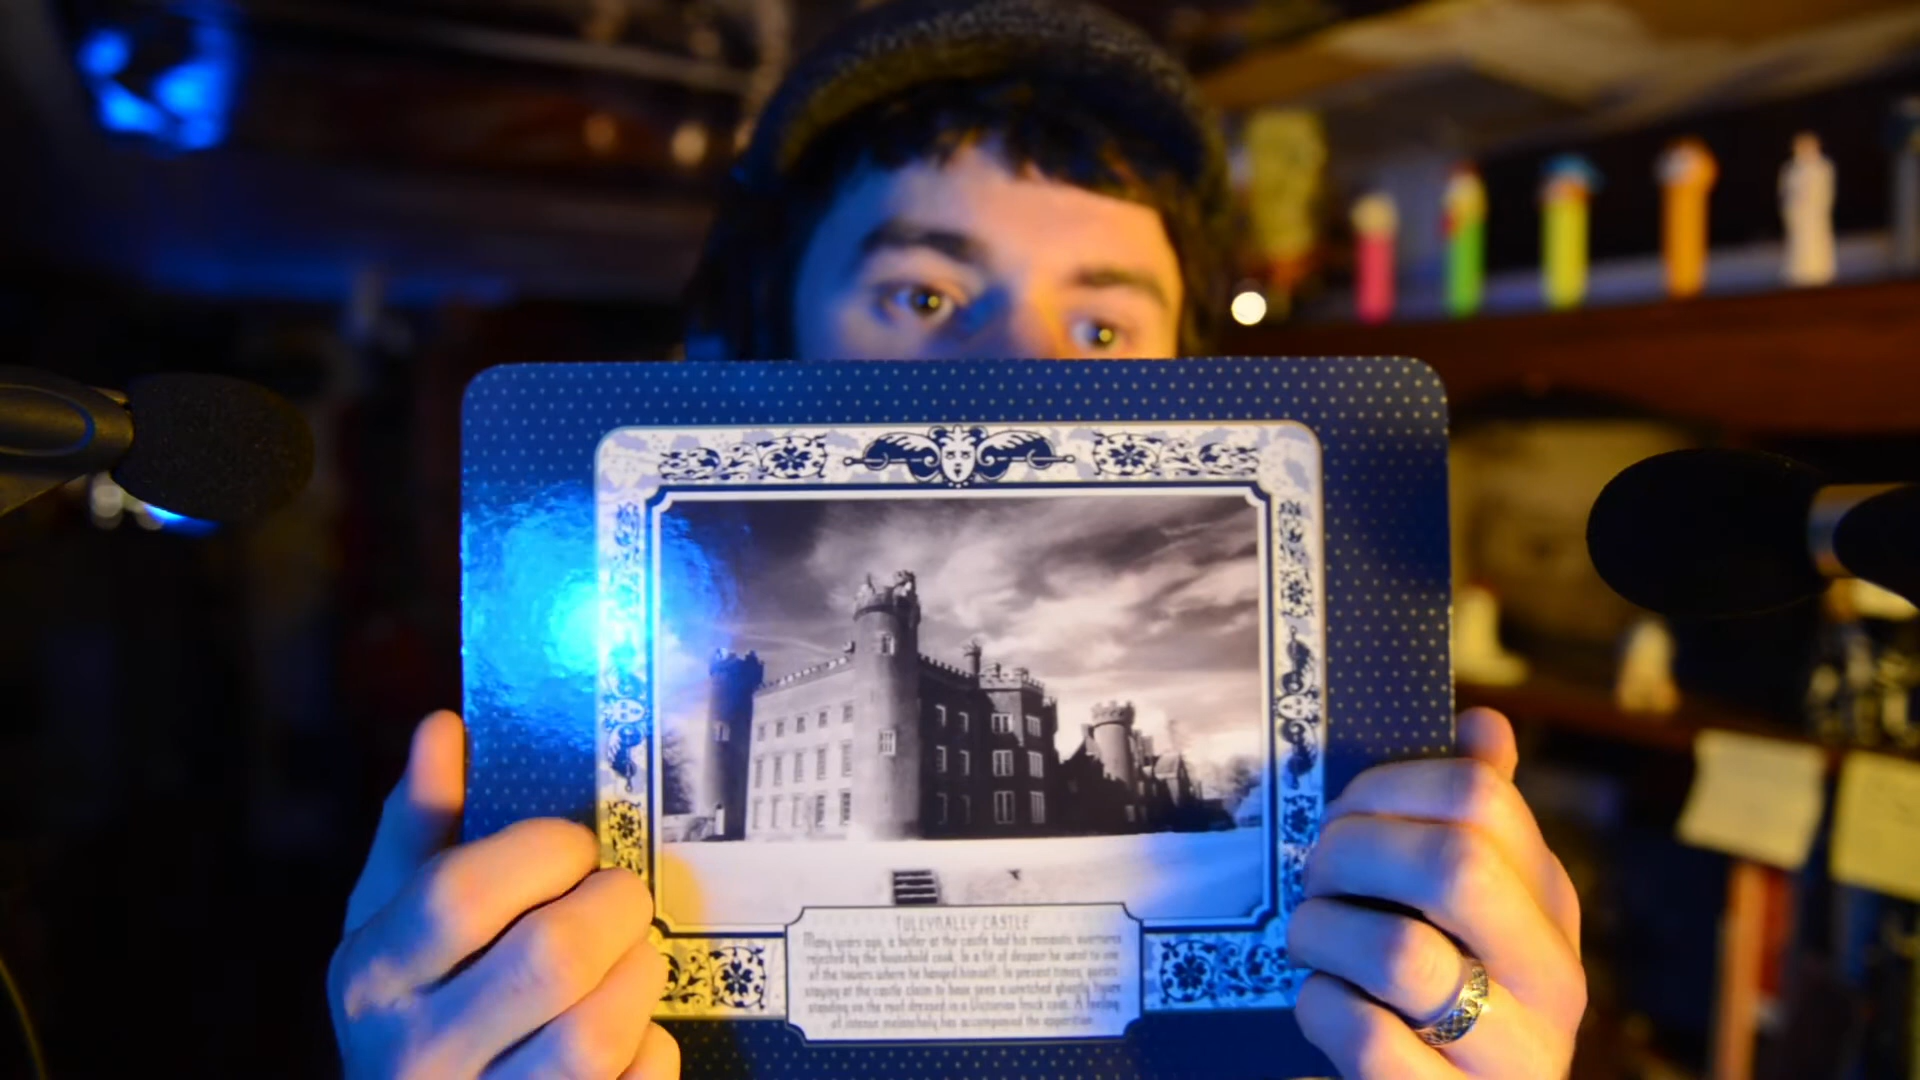 TULLYNALLY CASTLE
Many years ago, a butler at the castle had his romantic overtures
rejected by the household cook. In a fit of despair he went to one
of the towers where he hanged himself. In present times, guests
staying at the castle claim to have seen a wretched ghostly figure
standing on the roof dressed in a Victorian frock coat. A feeling
of intense melancholy has accompanied the apparition.